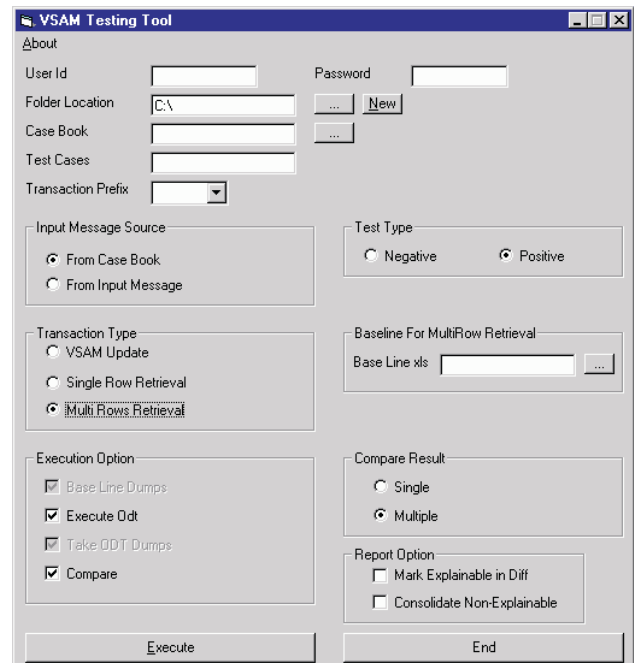 VSAM Testing Tool
About
User Id
Password
Folder Location
C:\
...
New
Case Book
...
Test Cases
Transaction Prefix
Input Message Source
From Case Book
From Input Message
Test Type
Negative
Positive
Transaction Type
VSAM Update
Single Row Retrieval
Multi Rows Retrieval
Baseline For MultiRow Retrieval
Base Line xls
...
Execution Option
Base Line Dumps
Execute Odt
Take ODT Dumps
Compare
Compare Result
Single
Multiple
Report Option
Mark Explainable in Diff
Consolidate Non-Explainable
Execute
End